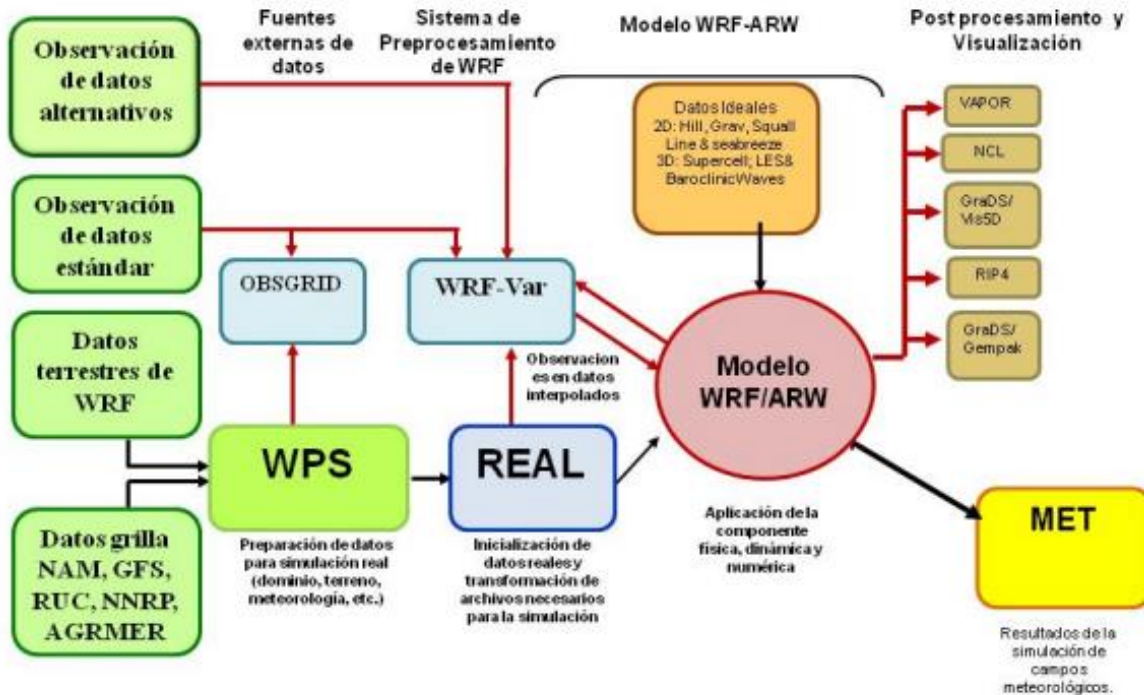 Fuentes
externas de
datos
Sistema de
Preprocesamiento
de WRF
Modelo WRF-ARW
Post procesamiento y
Visualización
Observación
de datos
alternativos
Observación
de datos
estándar
Datos
terrestres de
WRF
Datos grilla
NAM, GFS,
RUC, NNRP,
AGRMER
OBSGRID
WRF-Var
Datos Ideales
2D: Hill, Grav, Squall
Line & seabreeze
3D: Supercell; LES&
BaroclinicWaves
VAPOR
NCL
GraDS/
Vis5D
RIP4
GraDS/
Gempak
Observacion
es en datos
interpolados
Modelo
WRF/ARW
WPS
Preparación de datos
para simulación real
(dominio, terreno,
meteorología, etc.)
REAL
Inicialización de
datos reales y
transformación de
archivos necesarios
para la simulación
Aplicación de la
componente
física, dinámica y
numérica
MET
Resultados de la
simulación de
campos
meteorológicos.